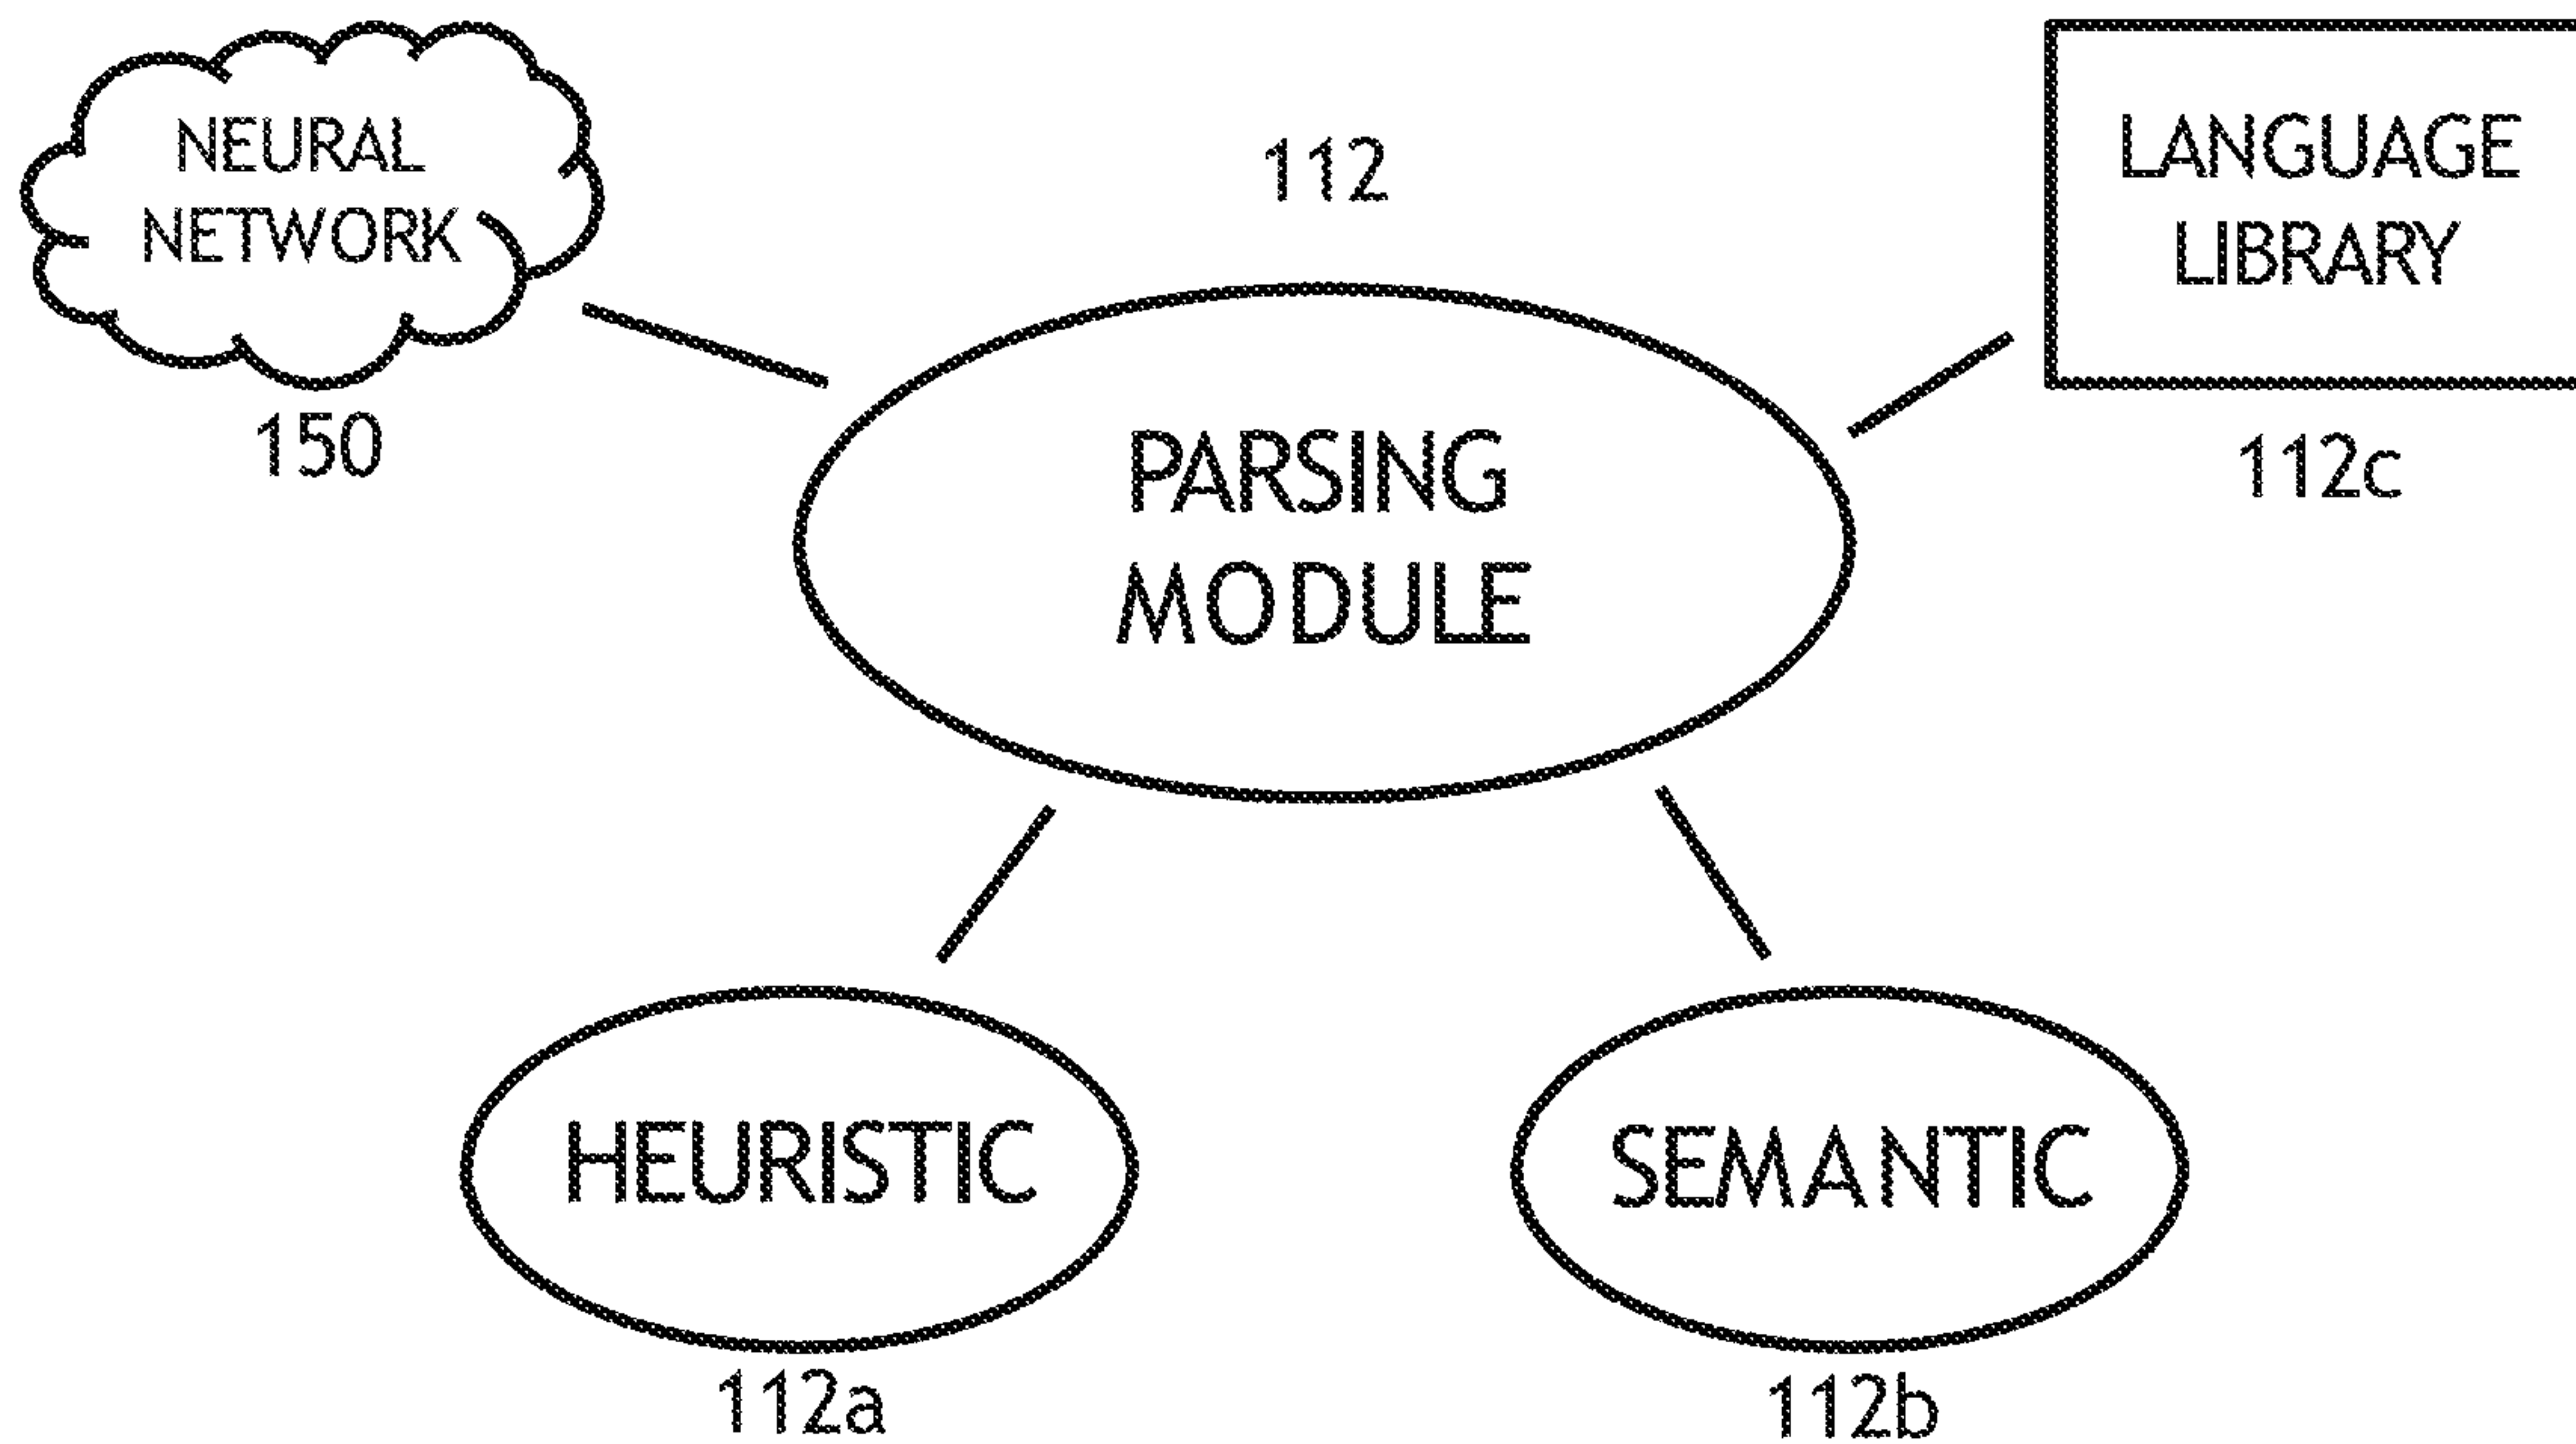 NEURAL
NETWORK
150
112
LANGUAGE
LIBRARY
112c
PARSING
MODULE
HEURISTIC
112a
SEMANTIC
112b